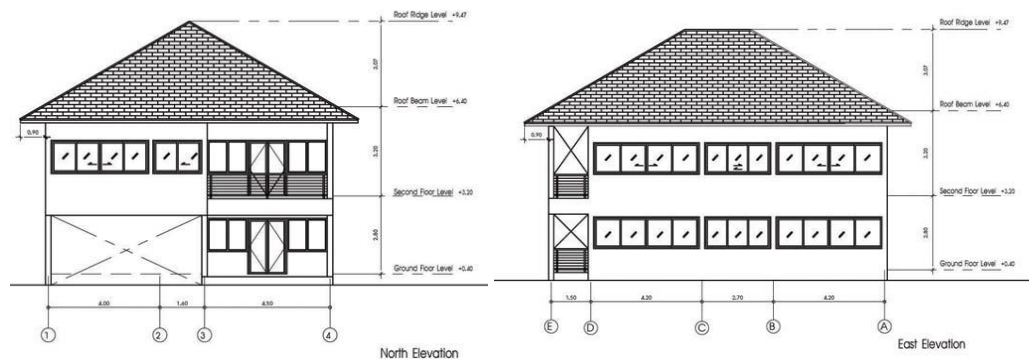 Roof Ridge Level +9.47
3.07
Roof Beam Level +6.40
0.90
3.20
Second Floor Level +3.20
2.80
Ground Floor Level +0.40
4.00 1.60 4.50
1 2 3 4
North Elevation
Roof Ridge Level +9.47
3.07
Roof Beam Level +6.40
0.90
3.20
Second Floor Level +3.20
2.80
Ground Floor Level +0.40
1.50 4.20 2.70 4.20
E D C B A
East Elevation